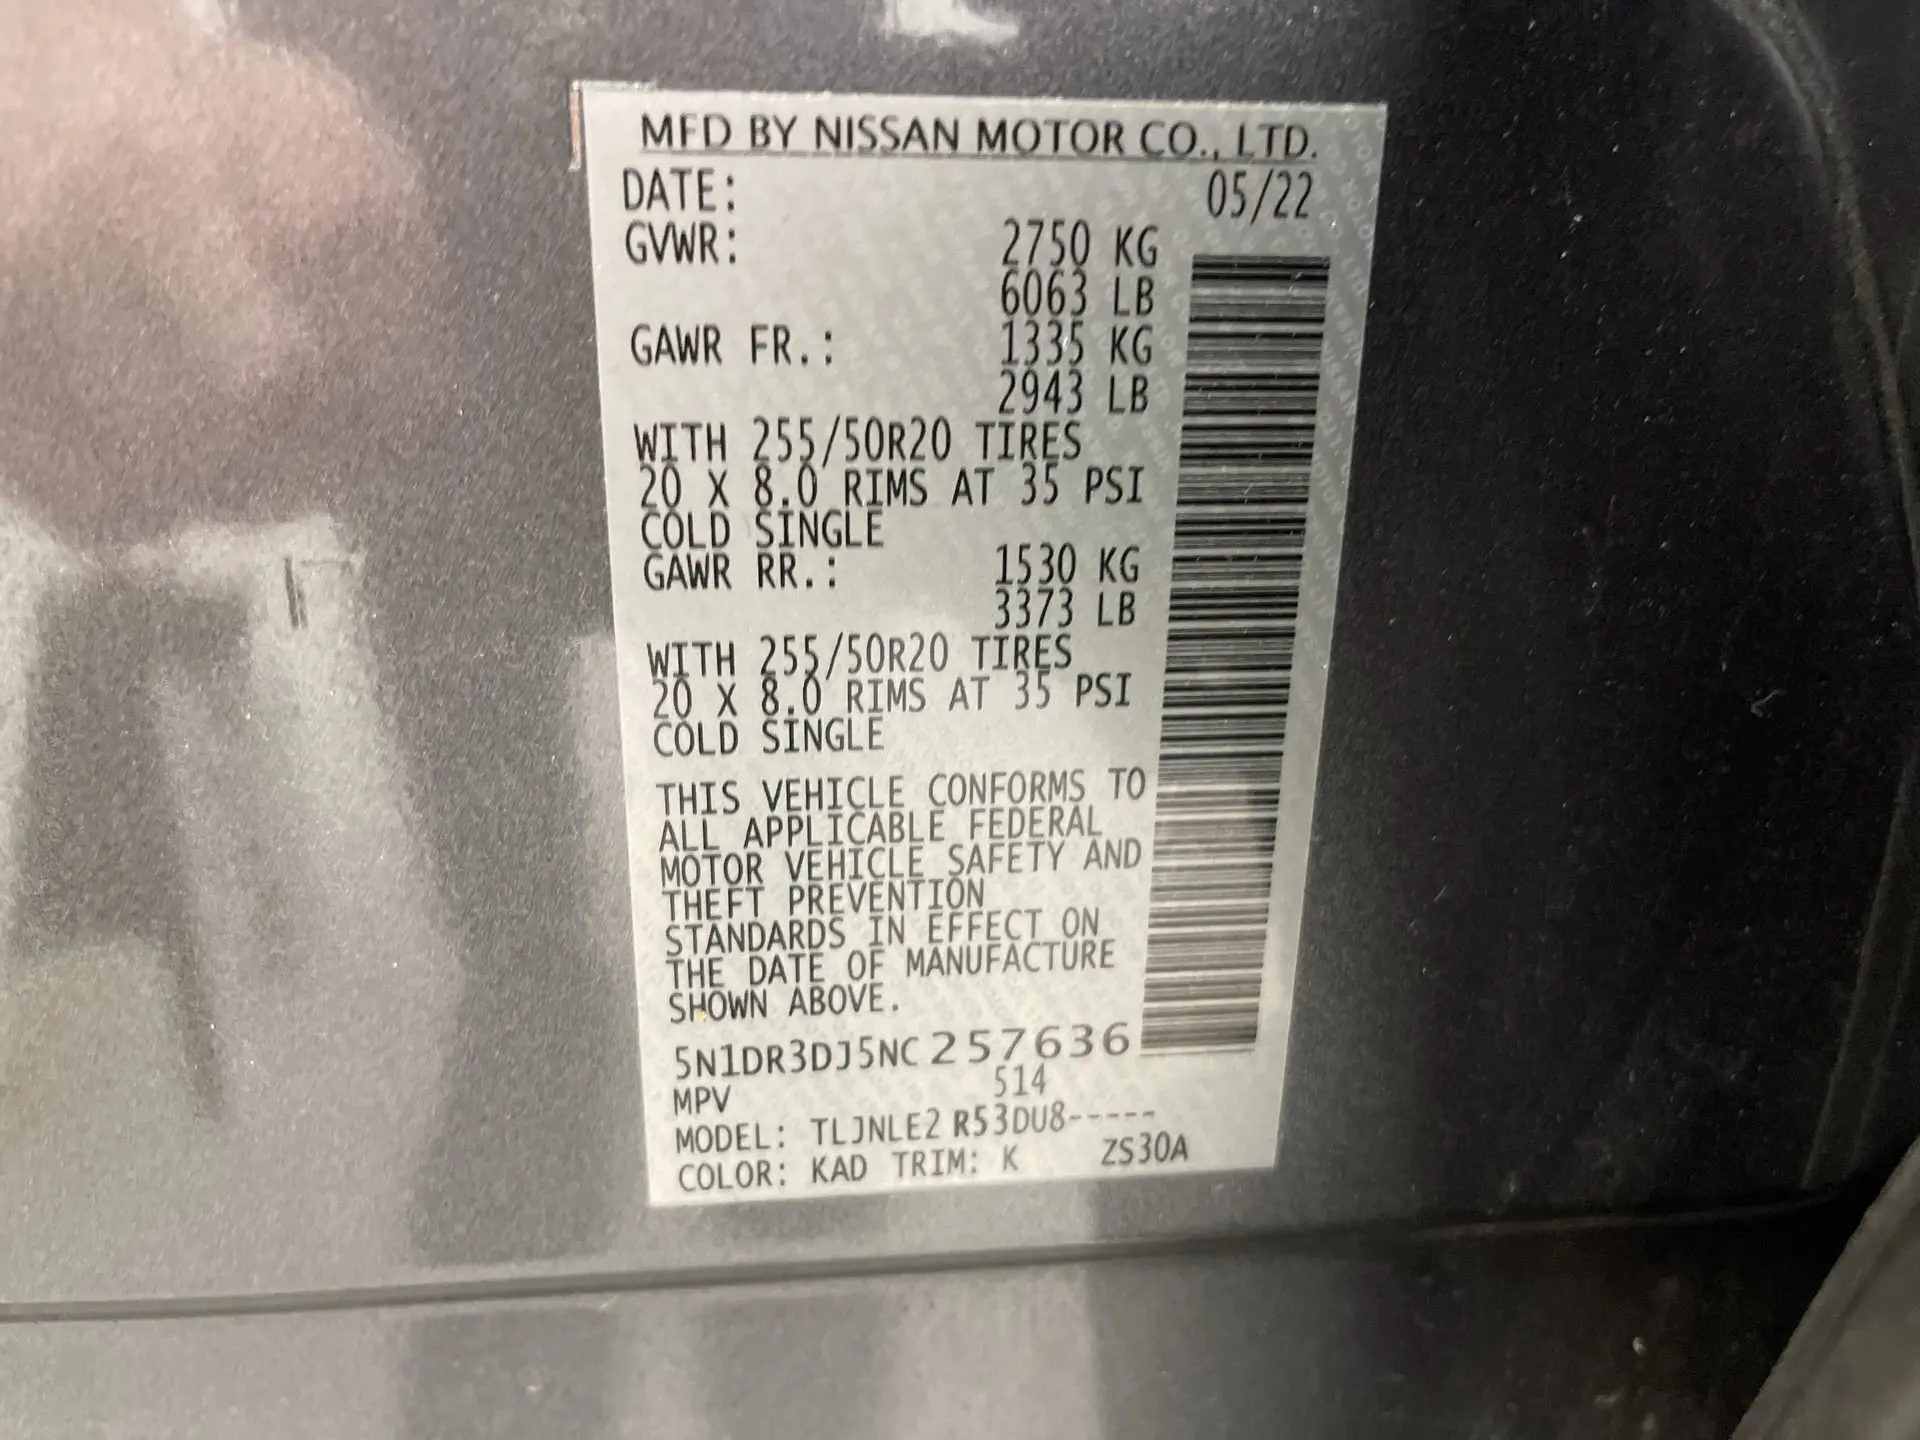 MFD BY NISSAN MOTOR CO., LTD.
DATE: 05/22
GVWR: 2750 KG
6063 LB
GAWR FR.: 1335 KG
2943 LB
WITH 255/50R20 TIRES
20 X 8.0 RIMS AT 35 PSI
COLD SINGLE
GAWR RR.: 1530 KG
3373 LB
WITH 255/50R20 TIRES
20 X 8.0 RIMS AT 35 PSI
COLD SINGLE
THIS VEHICLE CONFORMS TO
ALL APPLICABLE FEDERAL
MOTOR VEHICLE SAFETY AND
THEFT PREVENTION
STANDARDS IN EFFECT ON
THE DATE OF MANUFACTURE
SHOWN ABOVE.
5N1DR3DJ5NC257636
MPV 514
MODEL: TLJNLE2 R53DU8-----
COLOR: KAD TRIM: K ZS30A